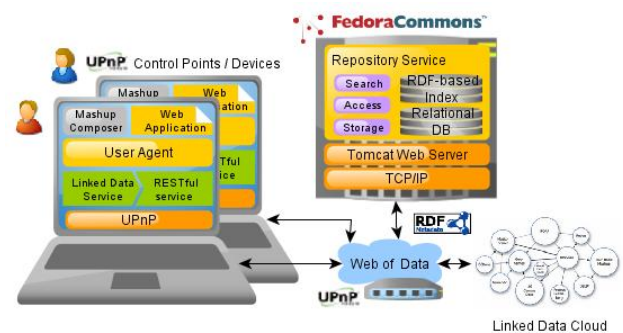 FedoraCommons™
UPnP Control Points / Devices
Repository Service
Search
Access
Storage
RDF-based
Index
Relational
DB
Tomcat Web Server
TCP/IP
Mashup
Web
Mashup
Composer
Web
Application
User Agent
Linked Data
Service
RESTful
service
UPnP
RDF
Web of Data
UPnP
Linked Data Cloud